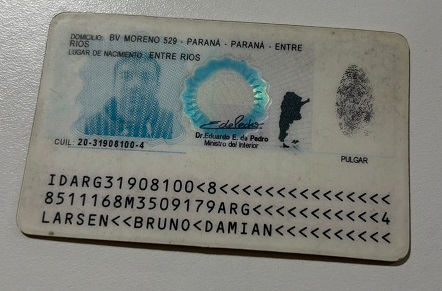 DOMICILIO: BV MORENO 529 - PARANÁ - PARANÁ - ENTRE
RIOS
LUGAR DE NACIMIENTO: ENTRE RIOS
Dr. Eduardo E. de Pedro
Ministro del Interior
CUIL: 20-31908100-4
PULGAR
IDARG31908100<8<<<<<<<<<<<<<<<
8511168M3509179ARG<<<<<<<<<<<4
LARSEN<<BRUNO<DAMIAN<<<<<<<<<<